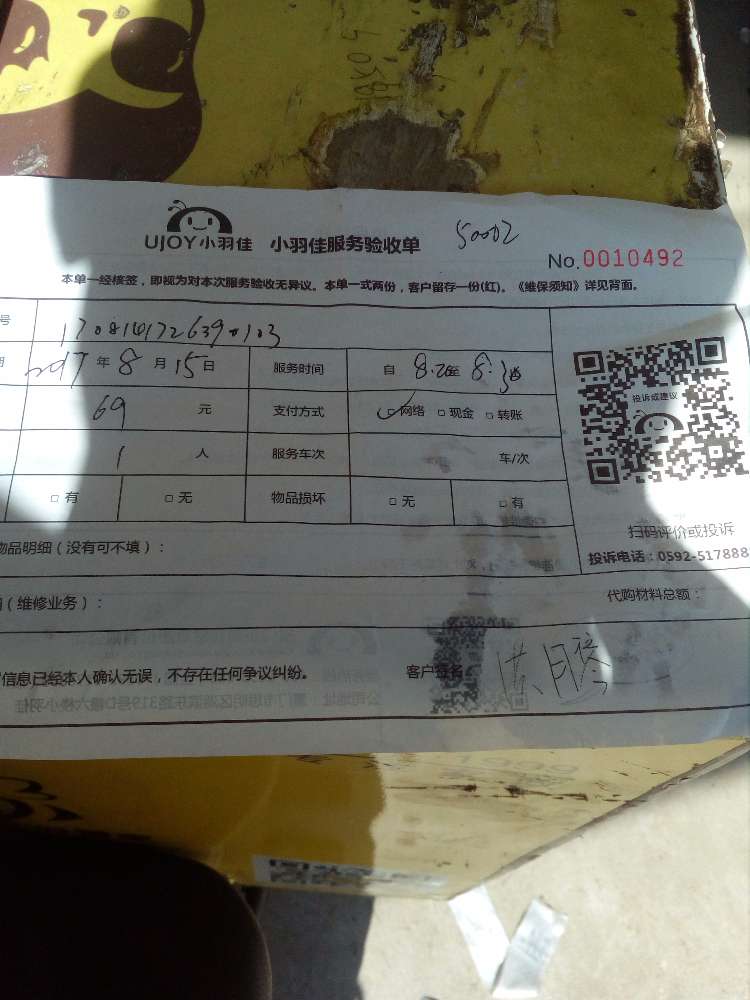 UJOY小羽佳 小羽佳服务验收单 50002
No.0010492
本单一经核签，即视为对本次服务验收无异议。本单一式两份，客户留存一份(红)。《维保须知》详见背面。
号
2017年8月15日 服务时间 自 8.20至 8.30
69 元 支付方式 ☑网络 □现金 □转账
1 人 服务车次 车/次
□有 □无 物品损坏 □无 □有
投诉或建议
扫码评价或投诉
投诉电话：0592-517888
物品明细（没有可不填）：
（维修业务）： 代购材料总额：
信息已经本人确认无误，不存在任何争议纠纷。 客户签名